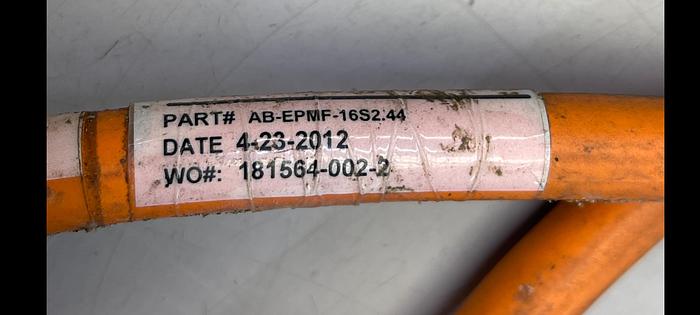 PART# AB-EPMF-16S2.44
DATE 4-23-2012
WO#: 181564-002-2